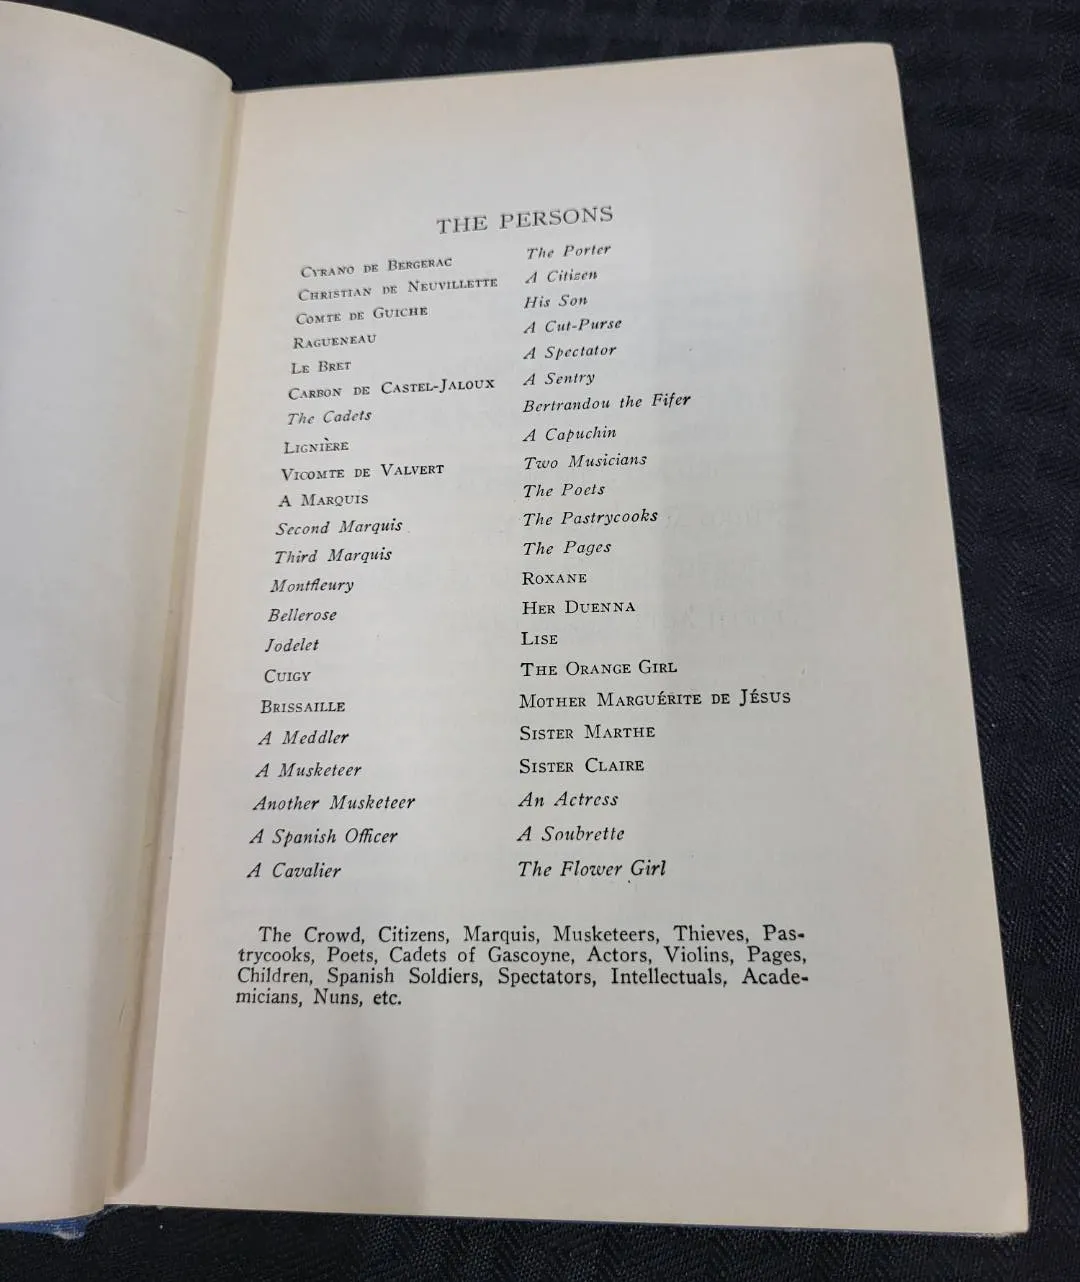 THE PERSONS
CYRANO DE BERGERAC
CHRISTIAN DE NEUVILLETTE
COMTE DE GUICHE
RAGUENEAU
LE BRET
CARBON DE CASTEL-JALOUX
The Cadets
LIGNIÈRE
VICOMTE DE VALVERT
A MARQUIS
Second Marquis
Third Marquis
Montfleury
Bellerose
Jodelet
CUIGY
BRISSAILLE
A Meddler
A Musketeer
Another Musketeer
A Spanish Officer
A Cavalier
The Porter
A Citizen
His Son
A Cut-Purse
A Spectator
A Sentry
Bertrandou the Fifer
A Capuchin
Two Musicians
The Poets
The Pastrycooks
The Pages
ROXANE
HER DUENNA
LISE
THE ORANGE GIRL
MOTHER MARGUÉRITE DE JÉSUS
SISTER MARTHE
SISTER CLAIRE
An Actress
A Soubrette
The Flower Girl
The Crowd, Citizens, Marquis, Musketeers, Thieves, Pas-
trycooks, Poets, Cadets of Gascoyne, Actors, Violins, Pages,
Children, Spanish Soldiers, Spectators, Intellectuals, Acade-
micians, Nuns, etc.